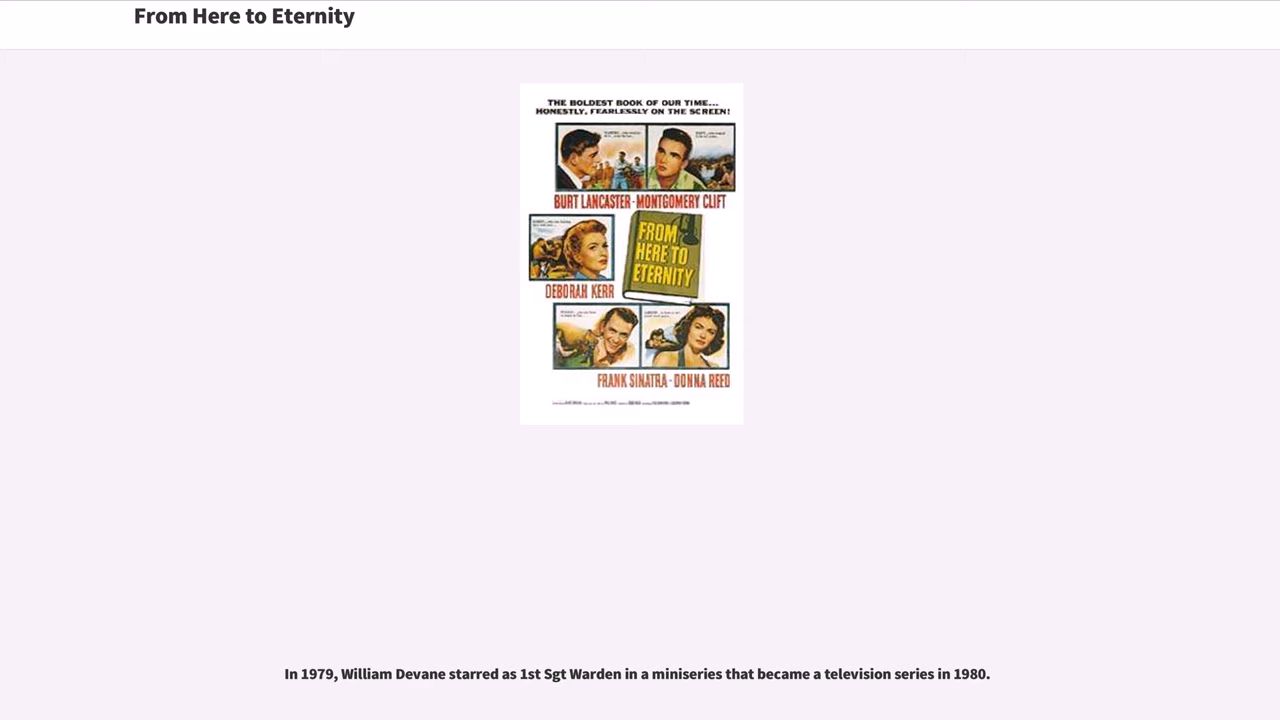 From Here to Eternity
THE BOLDEST BOOK OF OUR TIME...
HONESTLY, FEARLESSLY ON THE SCREEN!
BURT LANCASTER-MONTGOMERY CLIFT
FROM
HERE TO
ETERNITY
DEBORAH KERR
FRANK SINATRA-DONNA REED
In 1979, William Devane starred as 1st Sgt Warden in a miniseries that became a television series in 1980.